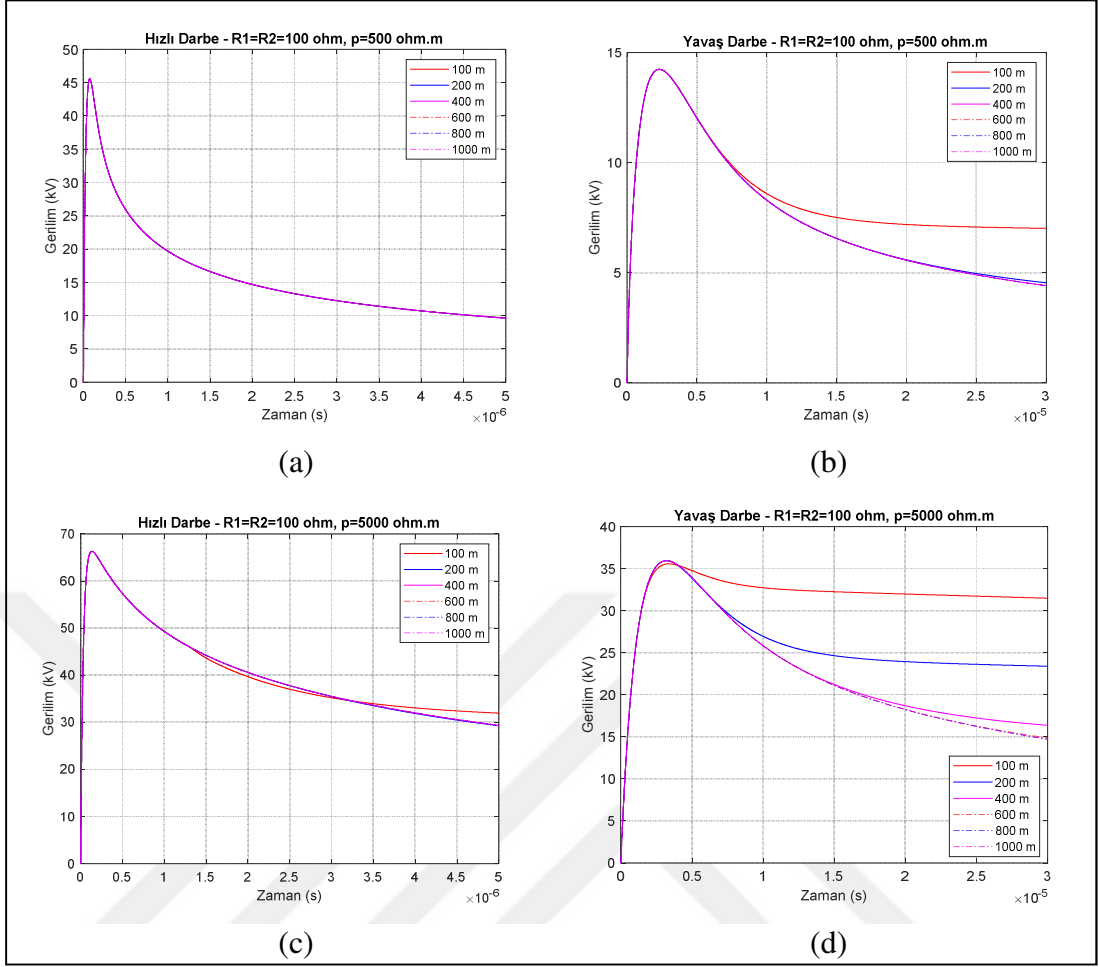 Hızlı Darbe - R1=R2=100 ohm, p=500 ohm.m
50
45
40
35
30
25
20
15
10
5
0
Gerilim (kV)
100 m
200 m
400 m
600 m
800 m
1000 m
0 0.5 1 1.5 2 2.5 3 3.5 4 4.5 5
Zaman (s)
×10-6
(a)
Yavaş Darbe - R1=R2=100 ohm, p=500 ohm.m
15
10
5
0
Gerilim (kV)
100 m
200 m
400 m
600 m
800 m
1000 m
0 0.5 1 1.5 2 2.5 3
Zaman (s)
×10-5
(b)
Hızlı Darbe - R1=R2=100 ohm, p=5000 ohm.m
70
60
50
40
30
20
10
0
Gerilim (kV)
100 m
200 m
400 m
600 m
800 m
1000 m
0 0.5 1 1.5 2 2.5 3 3.5 4 4.5 5
Zaman (s)
×10-6
(c)
Yavaş Darbe - R1=R2=100 ohm, p=5000 ohm.m
40
35
30
25
20
15
10
5
0
Gerilim (kV)
100 m
200 m
400 m
600 m
800 m
1000 m
0 0.5 1 1.5 2 2.5 3
Zaman (s)
×10-5
(d)